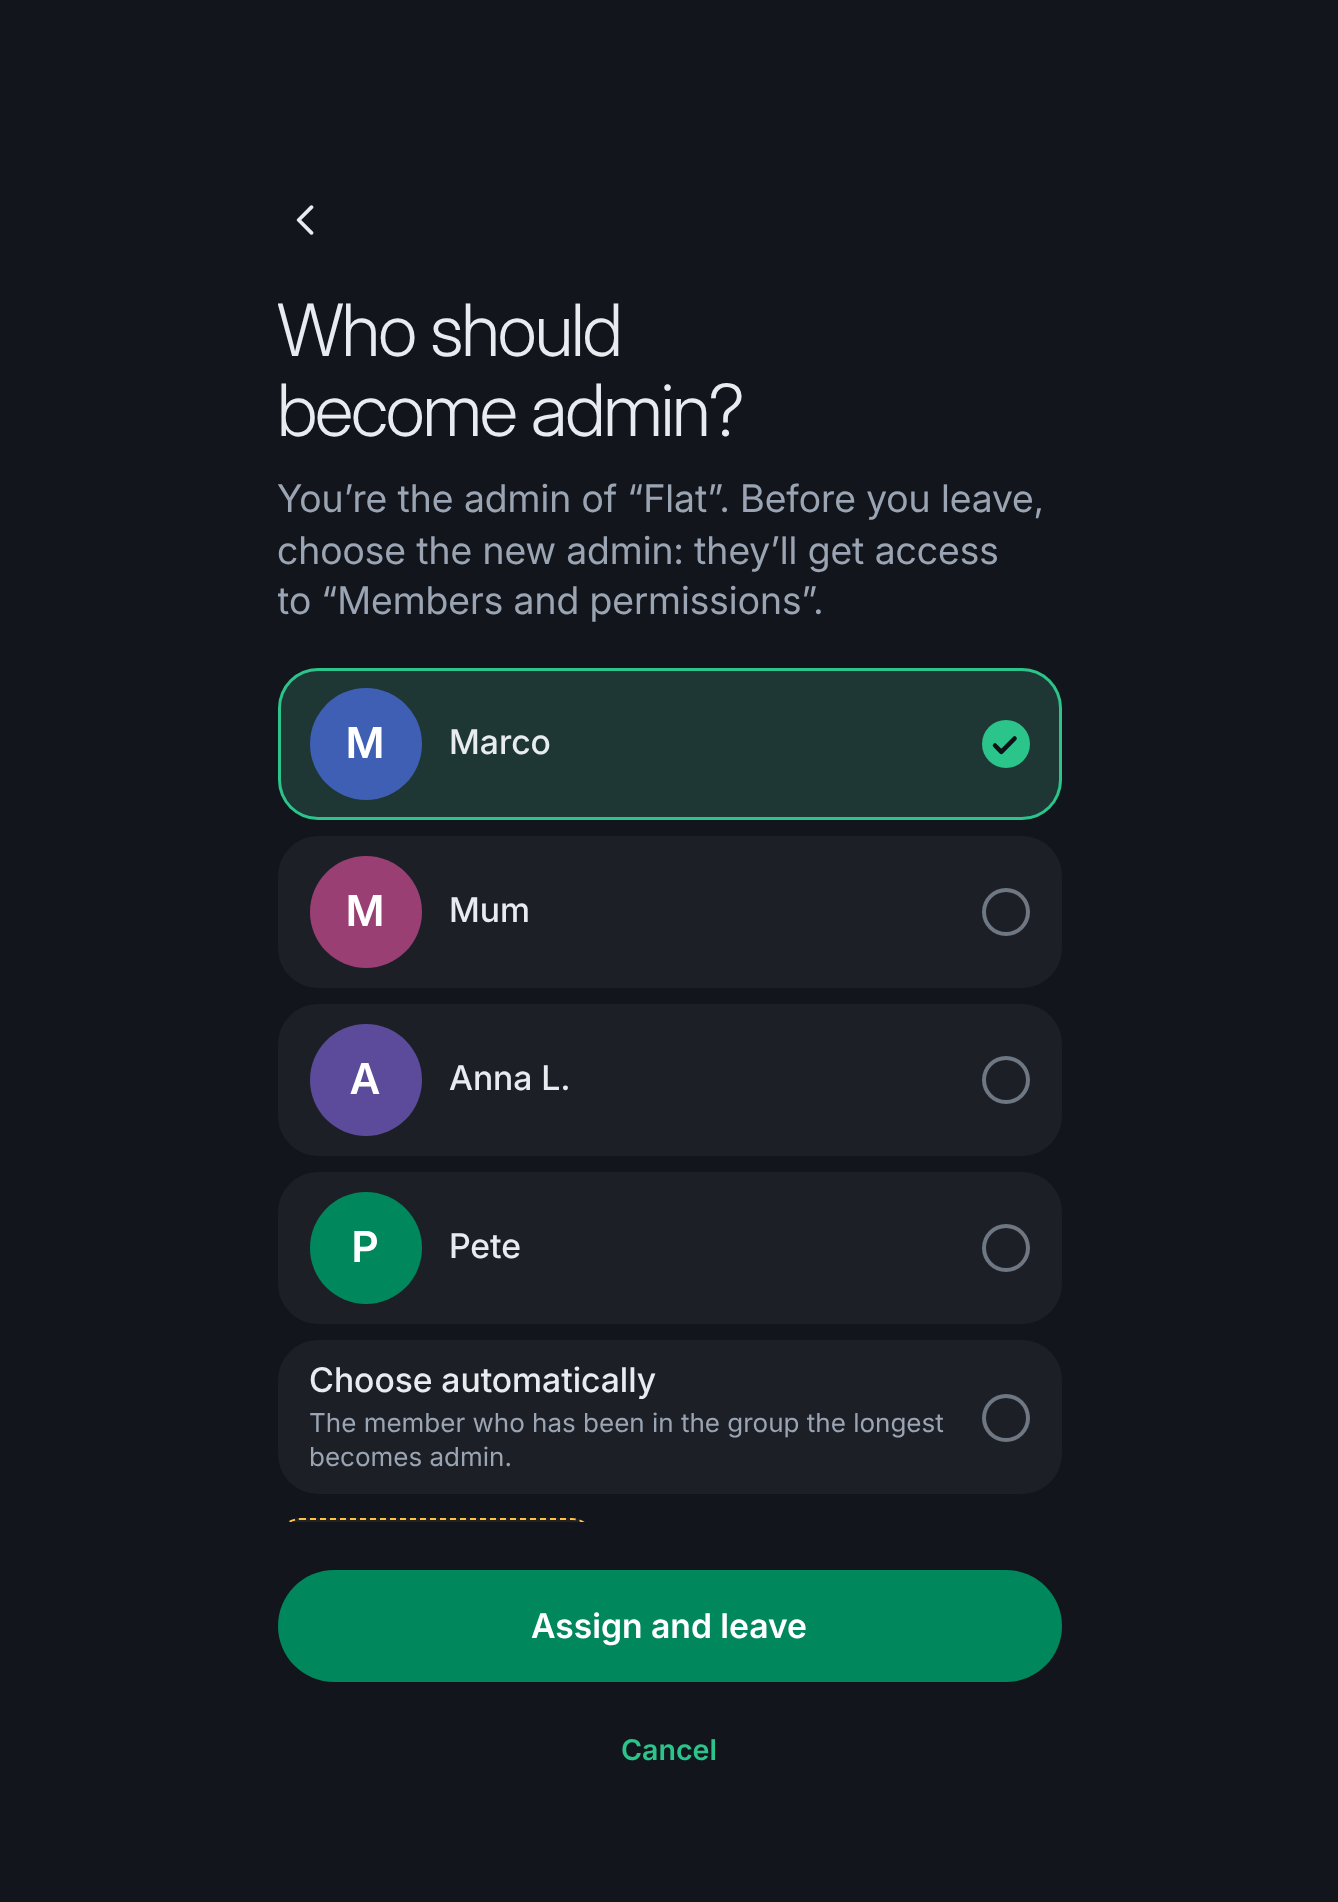 Who should
become admin?
You’re the admin of “Flat”. Before you leave,
choose the new admin: they’ll get access
to “Members and permissions”.
M
Marco
M
Mum
A
Anna L.
P
Pete
Choose automatically
The member who has been in the group the longest
becomes admin.
Assign and leave
Cancel